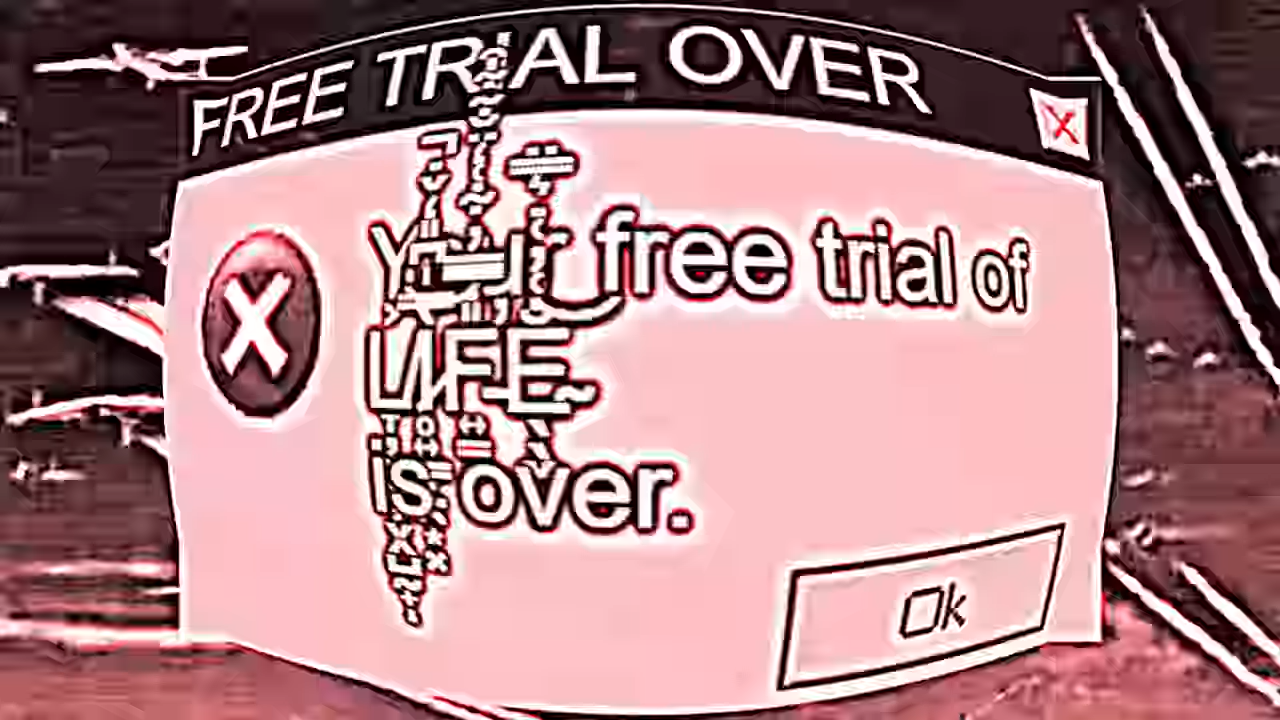 FREE TRIAL OVER
X
X
Your free trial of
LIFE
is over.
Ok